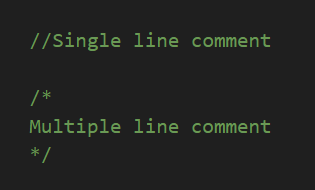 //Single line comment
/*
Multiple line comment
*/